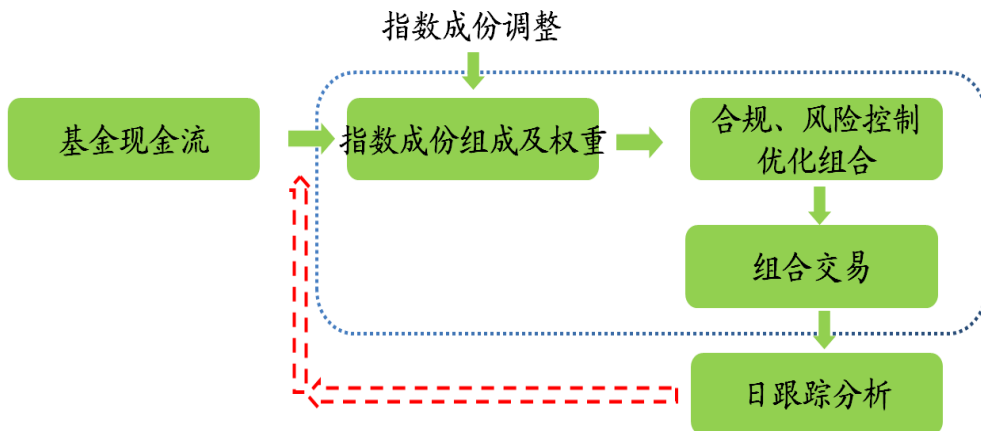 指数成份调整
基金现金流
指数成份组成及权重
合规、风险控制
优化组合
组合交易
日跟踪分析